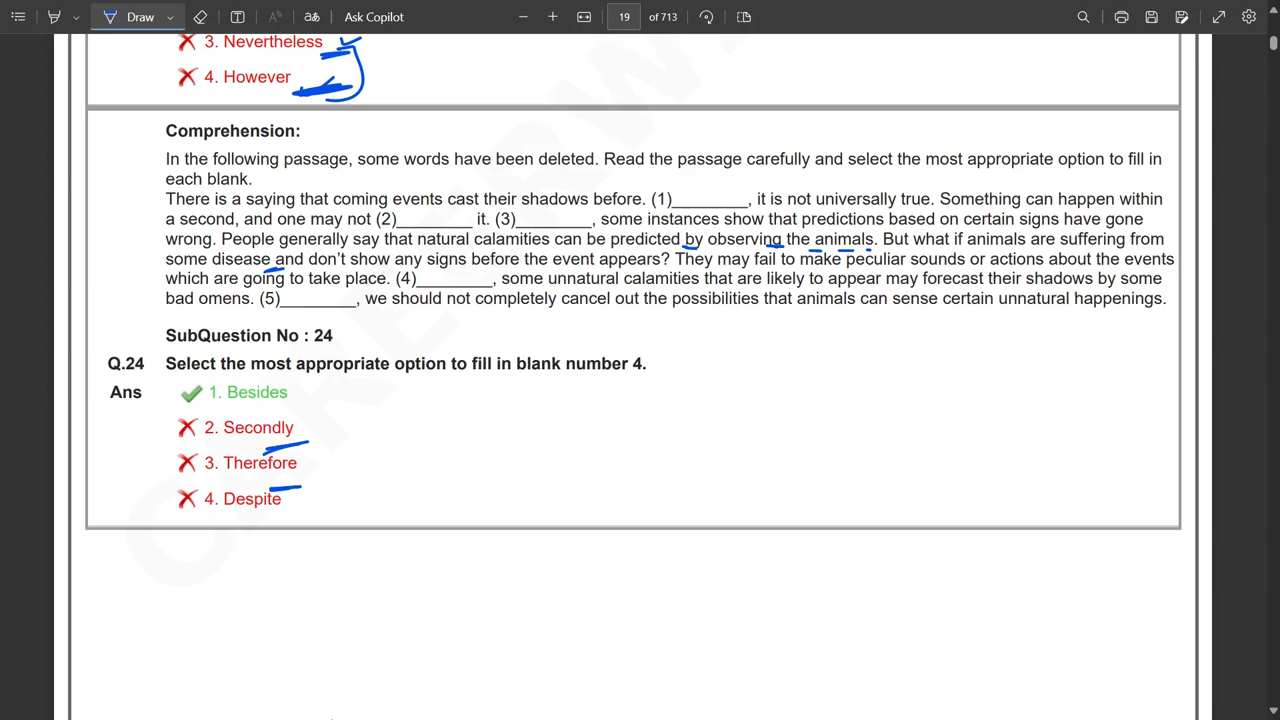 Draw
aあ
Ask Copilot
19 of 713
3. Nevertheless
4. However
Comprehension:
In the following passage, some words have been deleted. Read the passage carefully and select the most appropriate option to fill in
each blank.
There is a saying that coming events cast their shadows before. (1)________, it is not universally true. Something can happen within
a second, and one may not (2)________ it. (3)________, some instances show that predictions based on certain signs have gone
wrong. People generally say that natural calamities can be predicted by observing the animals. But what if animals are suffering from
some disease and don't show any signs before the event appears? They may fail to make peculiar sounds or actions about the events
which are going to take place. (4)________, some unnatural calamities that are likely to appear may forecast their shadows by some
bad omens. (5)________, we should not completely cancel out the possibilities that animals can sense certain unnatural happenings.
SubQuestion No : 24
Q.24 Select the most appropriate option to fill in blank number 4.
Ans 1. Besides
2. Secondly
3. Therefore
4. Despite